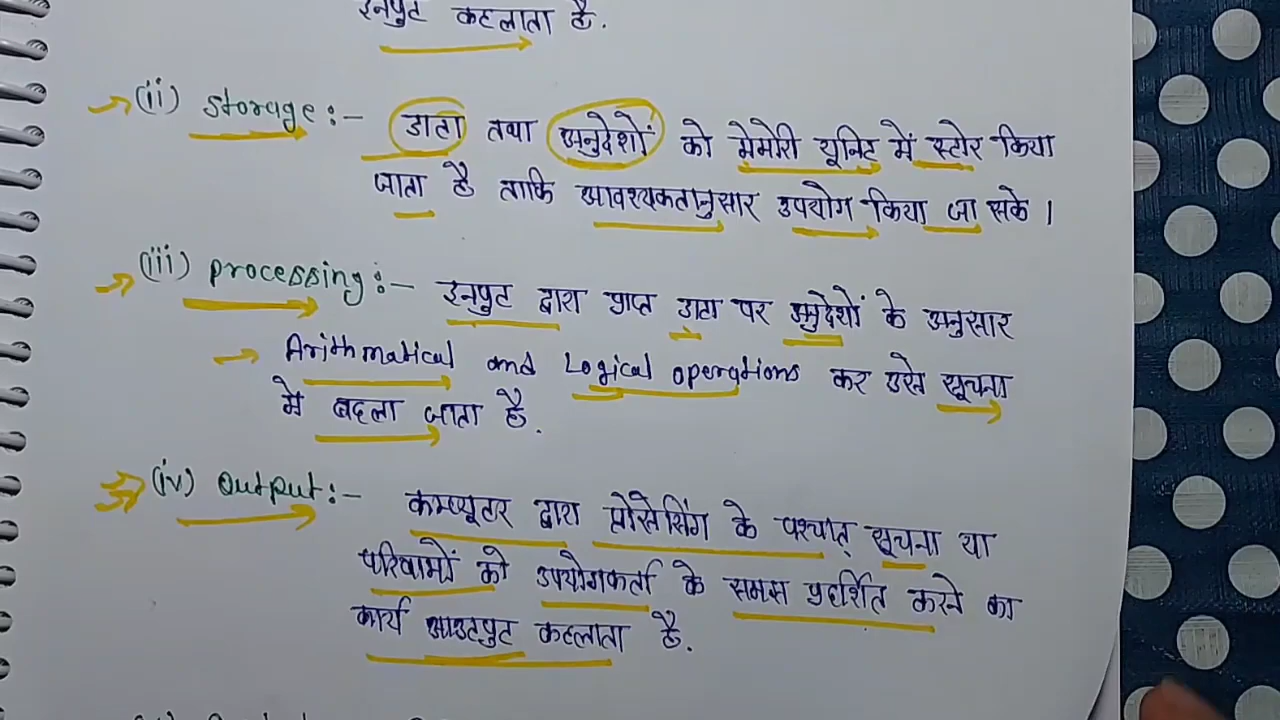 इनपुट कहलाता है.
(ii) Storage:- डाटा तथा अनुदेशों को मेमोरी यूनिट में स्टोर किया
जाता है ताकि आवश्यकतानुसार उपयोग किया जा सके।
(iii) processing:- इनपुट द्वारा प्राप्त डाटा पर अनुदेशों के अनुसार
Arithmatical and Logical operations कर उसे सूचना
में बदला जाता है.
(iv) Output:- कम्प्यूटर द्वारा प्रोसेसिंग के पश्चात् सूचना या
परिणामों को उपयोगकर्ता के समक्ष प्रदर्शित करने का
कार्य आउटपुट कहलाता है.